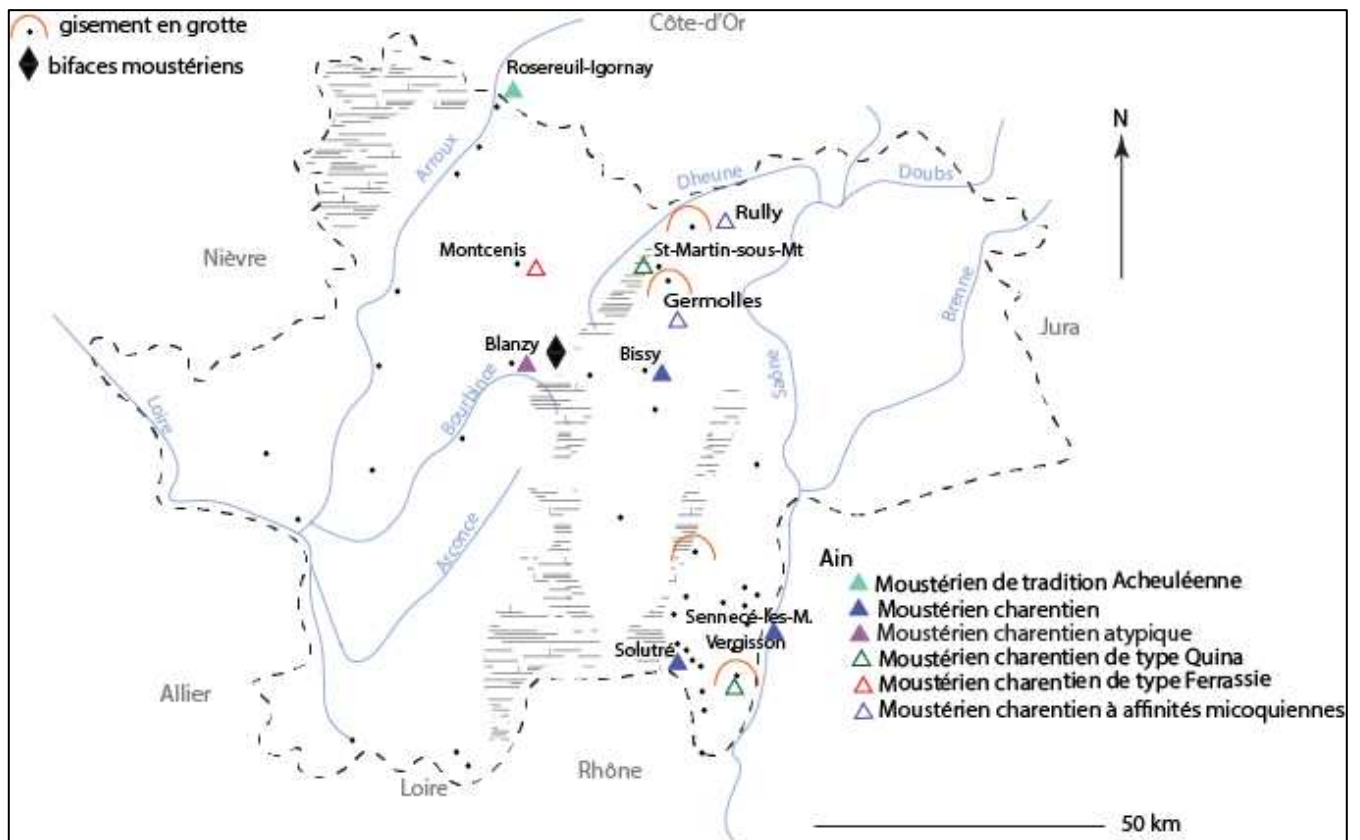 gisement en grotte
bifaces moustériens
Côte-d'Or
Rosereuil-Igornay
N
Arroux
Dheune
Doubs
Rully
Nièvre
Montcenis
St-Martin-sous-Mt
Germolles
Brenne
Jura
Blanzy
Bissy
Saône
Loire
Bourbince
Arconce
Ain
Moustérien de tradition Acheuléenne
Moustérien charentien
Moustérien charentien atypique
Moustérien charentien de type Quina
Moustérien charentien de type Ferrassie
Moustérien charentien à affinités micoquiennes
Sennecé-lès-M.
Vergisson
Solutré
Allier
Rhône
Loire
50 km